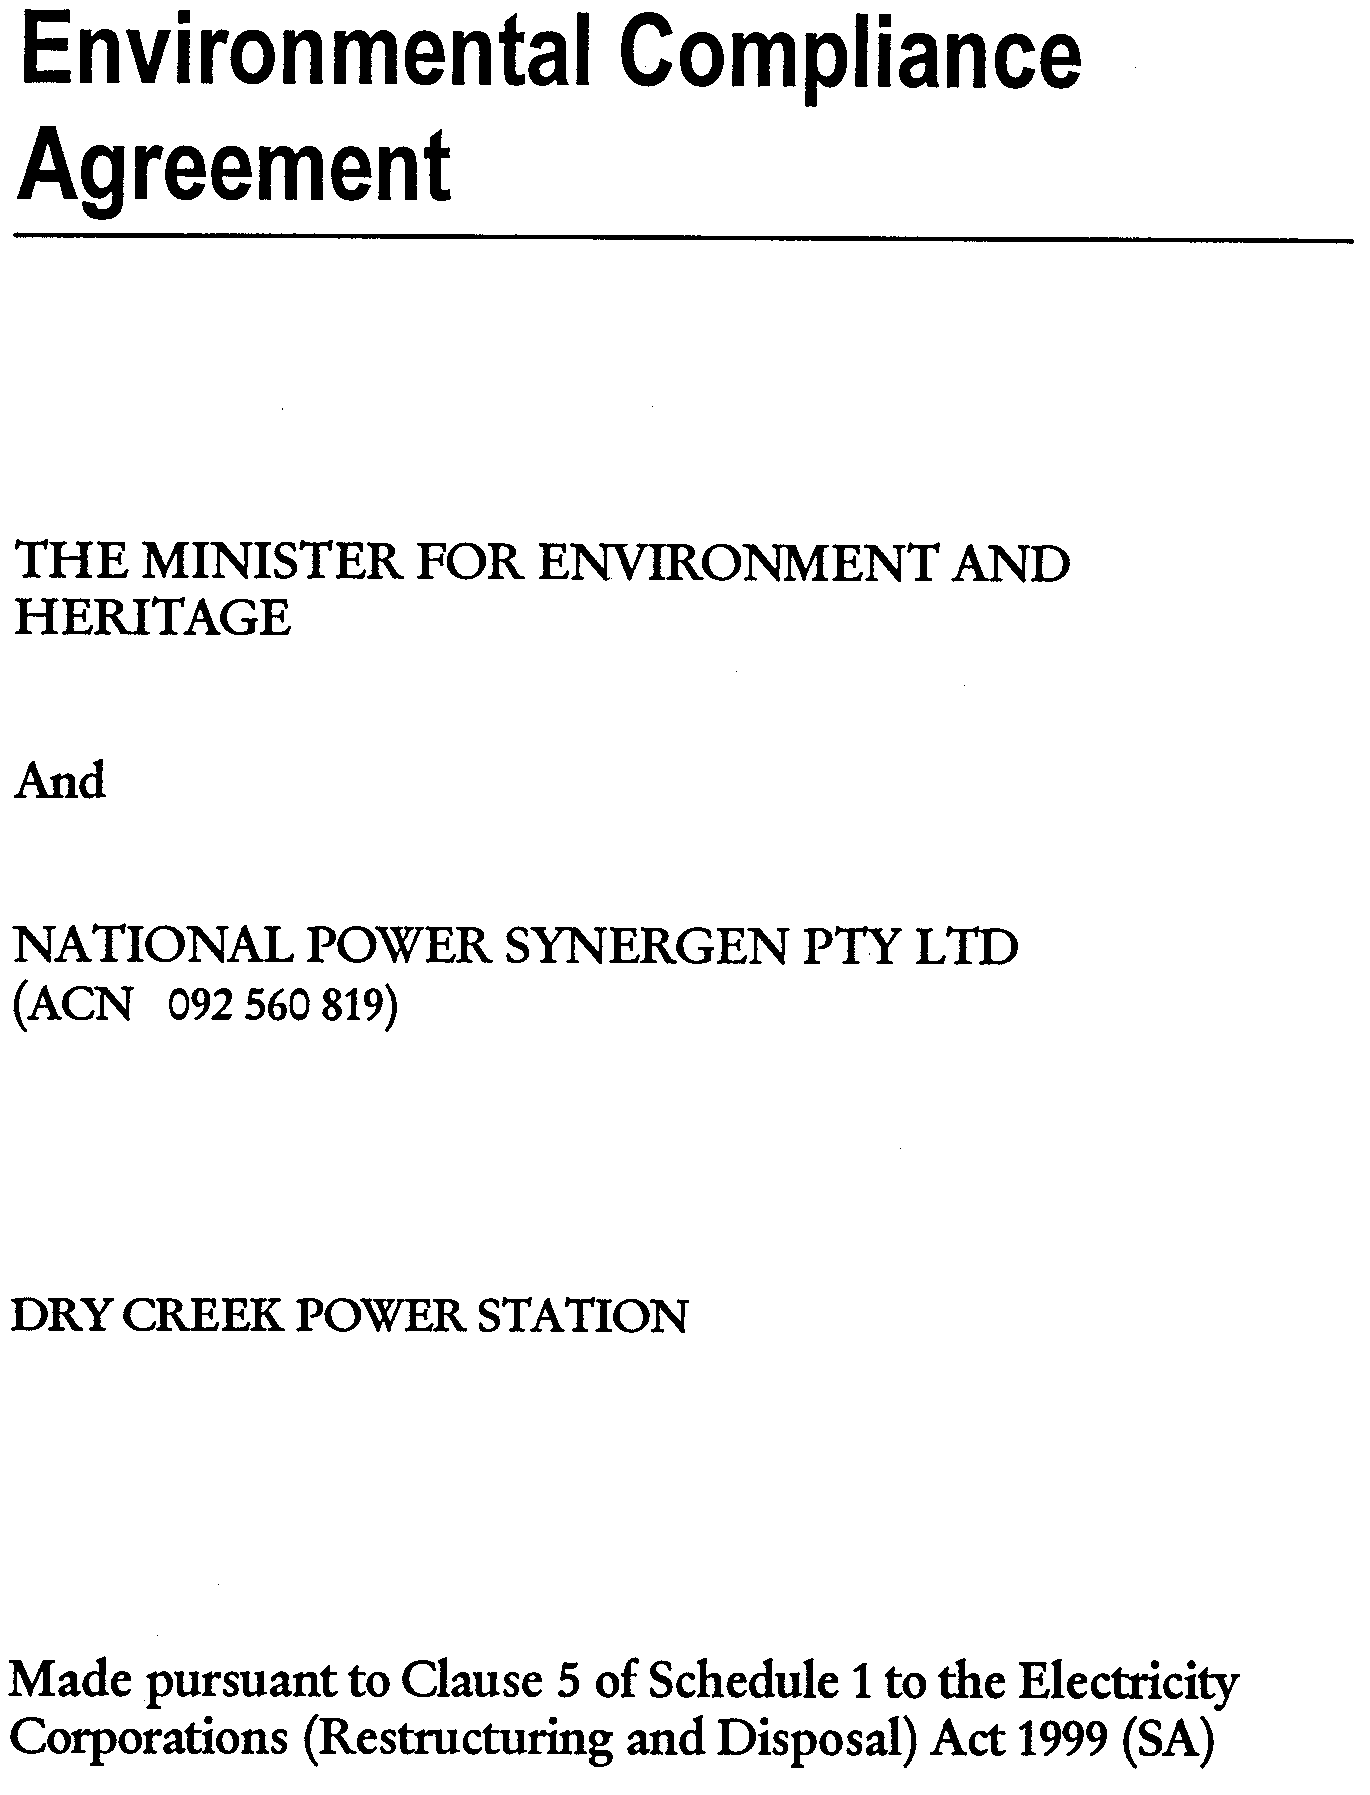 Environmental Compliance
Agreement
THE MINISTER FOR ENVIRONMENT AND
HERITAGE
And
NATIONAL POWER SYNERGEN PTY LTD
(ACN 092 560 819)
DRY CREEK POWER STATION
Made pursuant to Clause 5 of Schedule 1 to the Electricity
Corporations (Restructuring and Disposal) Act 1999 (SA)